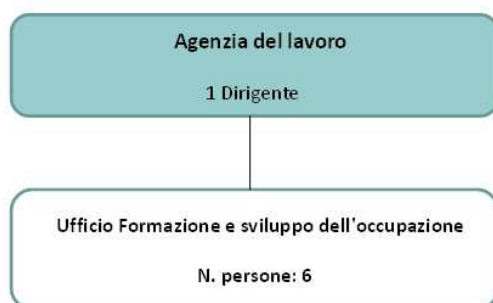 Agenzia del lavoro
1 Dirigente
Ufficio Formazione e sviluppo dell'occupazione
N. persone: 6